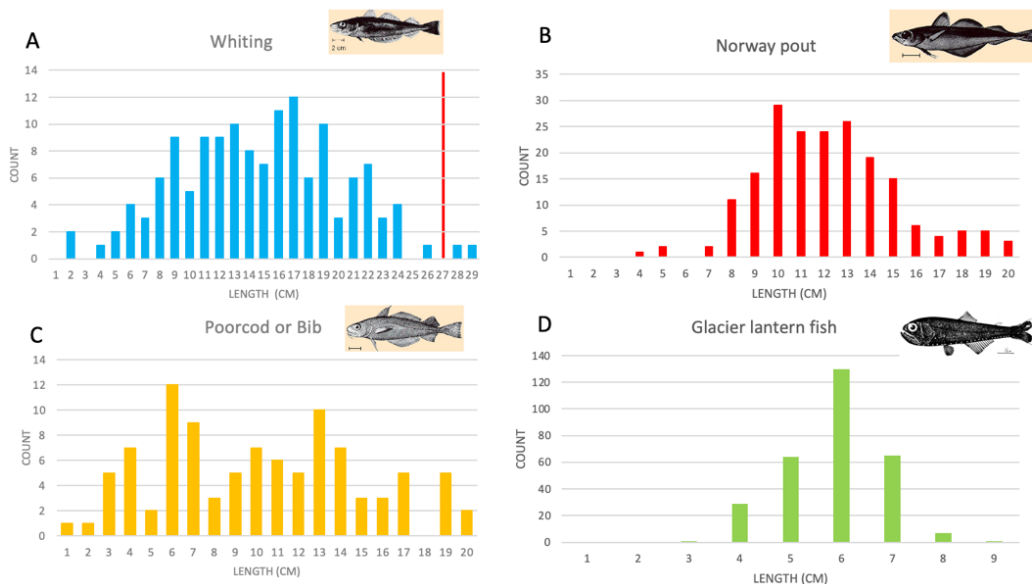 A
Whiting
2 cm
14
12
10
8
6
4
2
0
COUNT
1 2 3 4 5 6 7 8 9 10 11 12 13 14 15 16 17 18 19 20 21 22 23 24 25 26 27 28 29
LENGTH (CM)
B
Norway pout
35
30
25
20
15
10
5
0
COUNT
1 2 3 4 5 6 7 8 9 10 11 12 13 14 15 16 17 18 19 20
LENGTH (CM)
C
Poorcod or Bib
14
12
10
8
6
4
2
0
COUNT
1 2 3 4 5 6 7 8 9 10 11 12 13 14 15 16 17 18 19 20
LENGTH (CM)
D
Glacier lantern fish
140
120
100
80
60
40
20
0
COUNT
1 2 3 4 5 6 7 8 9
LENGTH (CM)